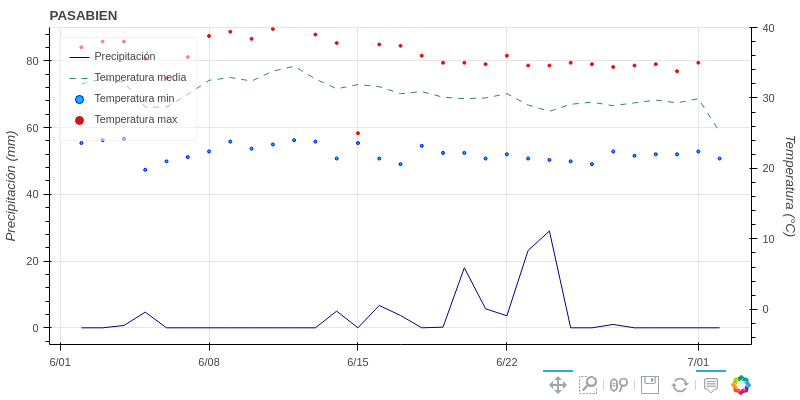 PASABIEN
Precipitación
Temperatura media
Temperatura min
Temperatura max
Precipitación (mm)
80
60
40
20
0
Temperatura (°C)
40
30
20
10
0
6/01
6/08
6/15
6/22
7/01